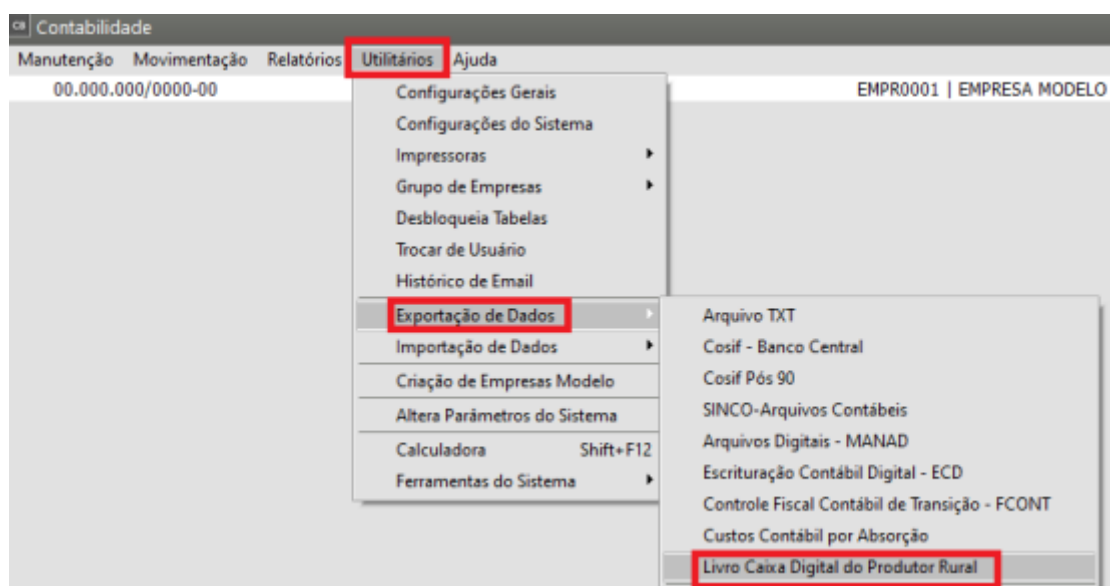 CB Contabilidade
Manutenção Movimentação Relatórios Utilitários Ajuda
00.000.000/0000-00 EMPR0001 | EMPRESA MODELO
Configurações Gerais
Configurações do Sistema
Impressoras
Grupo de Empresas
Desbloqueia Tabelas
Trocar de Usuário
Histórico de Email
Exportação de Dados
Importação de Dados
Criação de Empresas Modelo
Altera Parâmetros do Sistema
Calculadora Shift+F12
Ferramentas do Sistema
Arquivo TXT
Cosif - Banco Central
Cosif Pós 90
SINCO-Arquivos Contábeis
Arquivos Digitais - MANAD
Escrituração Contábil Digital - ECD
Controle Fiscal Contábil de Transição - FCONT
Custos Contábil por Absorção
Livro Caixa Digital do Produtor Rural